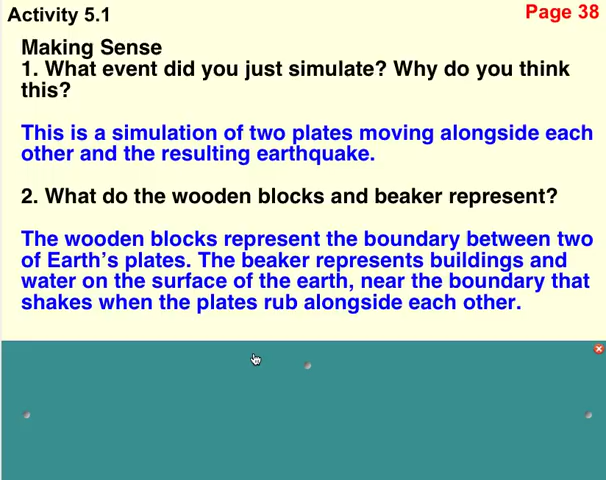 Activity 5.1
Page 38
Making Sense
1. What event did you just simulate? Why do you think
this?
This is a simulation of two plates moving alongside each
other and the resulting earthquake.
2. What do the wooden blocks and beaker represent?
The wooden blocks represent the boundary between two
of Earth's plates. The beaker represents buildings and
water on the surface of the earth, near the boundary that
shakes when the plates rub alongside each other.